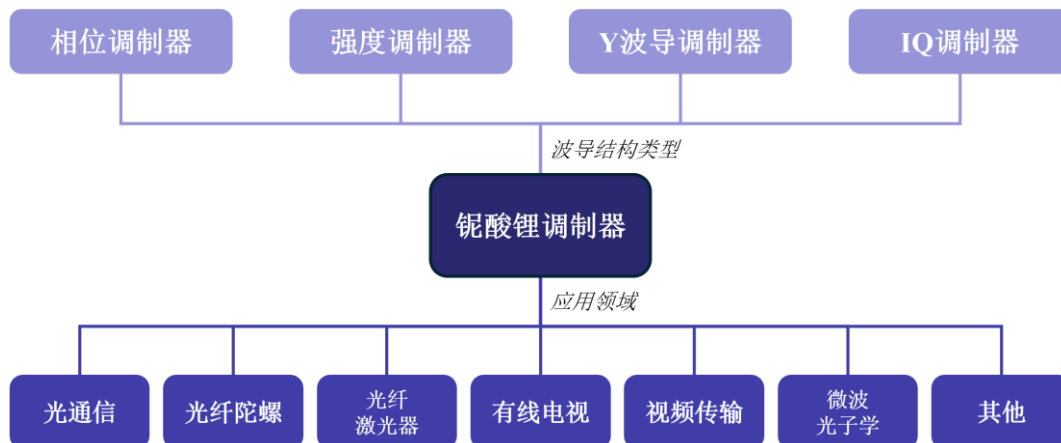 相位调制器
强度调制器
Y波导调制器
IQ调制器
波导结构类型
铌酸锂调制器
应用领域
光通信
光纤陀螺
光纤
激光器
有线电视
视频传输
微波
光子学
其他